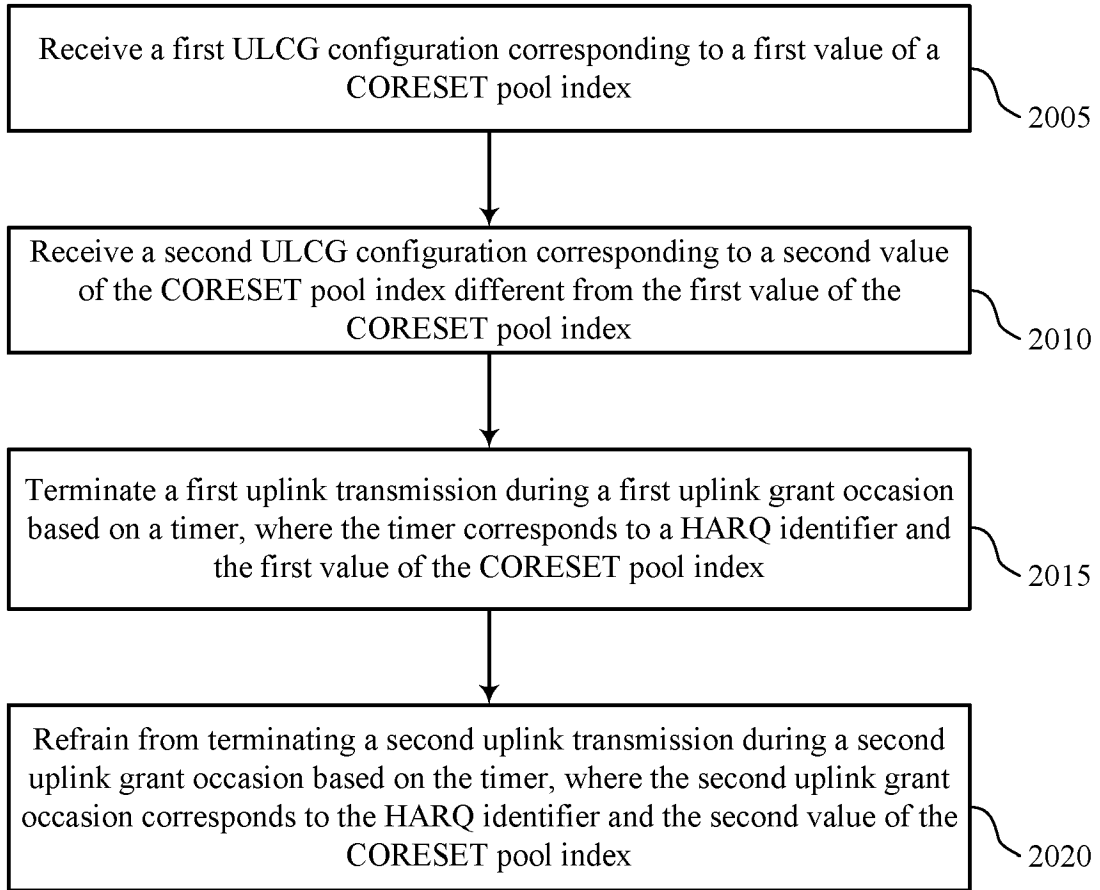 Receive a first ULCG configuration corresponding to a first value of a
CORESET pool index
2005
Receive a second ULCG configuration corresponding to a second value
of the CORESET pool index different from the first value of the
CORESET pool index
2010
Terminate a first uplink transmission during a first uplink grant occasion
based on a timer, where the timer corresponds to a HARQ identifier and
the first value of the CORESET pool index
2015
Refrain from terminating a second uplink transmission during a second
uplink grant occasion based on the timer, where the second uplink grant
occasion corresponds to the HARQ identifier and the second value of the
CORESET pool index
2020